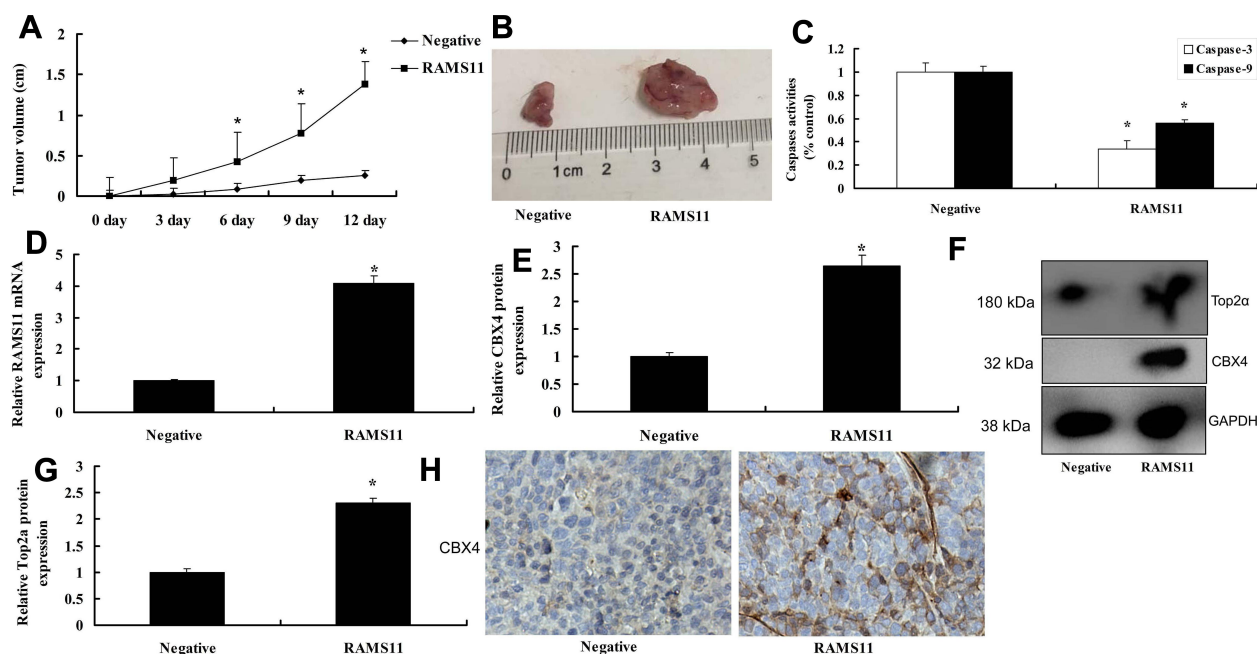 A
Tumor volume (cm)
2
1.5
1
0.5
0
0 day 3 day 6 day 9 day 12 day
* * *
Negative
RAMS11
B
0 1cm 2 3 4 5
Negative RAMS11
C
Caspases activities
(% control)
1.2
1
0.8
0.6
0.4
0.2
0
* *
Negative RAMS11
Caspase-3
Caspase-9
D
Relative RAMS11 mRNA
expression
5
4
3
2
1
0
*
Negative RAMS11
E
Relative CBX4 protein
expression
3
2.5
2
1.5
1
0.5
0
*
Negative RAMS11
F
180 kDa Top2α
32 kDa CBX4
38 kDa GAPDH
Negative RAMS11
G
Relative Top2a protein
expression
3
2.5
2
1.5
1
0.5
0
*
Negative RAMS11
H
CBX4
Negative RAMS11